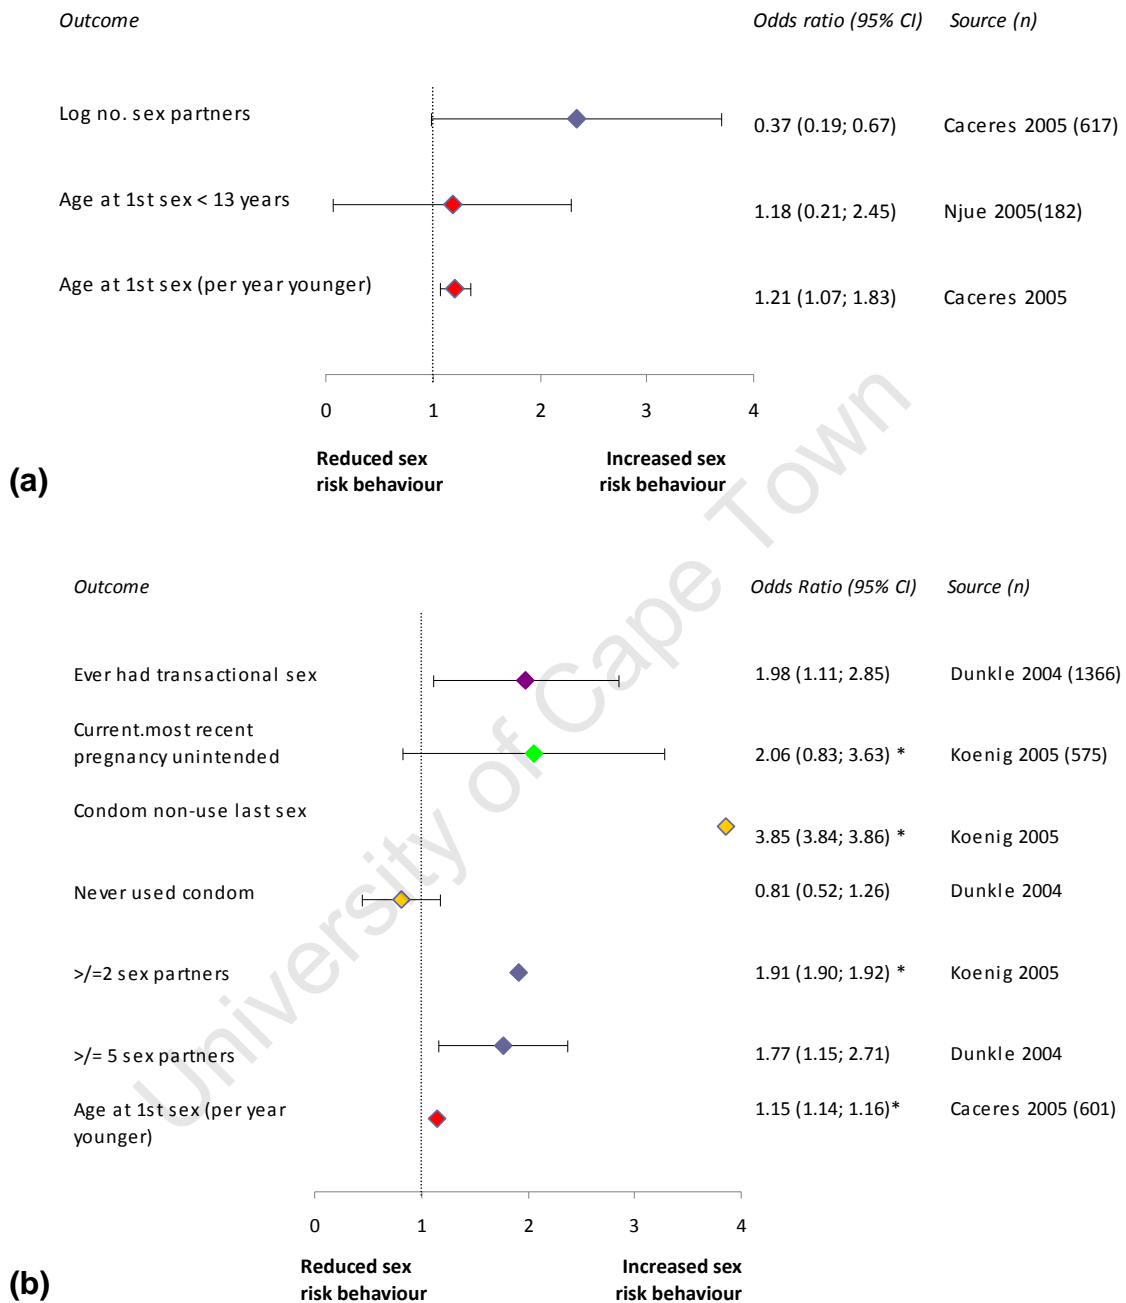 Outcome Odds ratio (95% CI) Source (n)
Log no. sex partners 0.37 (0.19; 0.67) Caceres 2005 (617)
Age at 1st sex < 13 years 1.18 (0.21; 2.45) Njue 2005(182)
Age at 1st sex (per year younger) 1.21 (1.07; 1.83) Caceres 2005
0 1 2 3 4
Reduced sex Increased sex
risk behaviour risk behaviour
(a)
Outcome Odds Ratio (95% CI) Source (n)
Ever had transactional sex 1.98 (1.11; 2.85) Dunkle 2004 (1366)
Current.most recent
pregnancy unintended 2.06 (0.83; 3.63) * Koenig 2005 (575)
Condom non-use last sex 3.85 (3.84; 3.86) * Koenig 2005
Never used condom 0.81 (0.52; 1.26) Dunkle 2004
>/=2 sex partners 1.91 (1.90; 1.92) * Koenig 2005
>/= 5 sex partners 1.77 (1.15; 2.71) Dunkle 2004
Age at 1st sex (per year 1.15 (1.14; 1.16)* Caceres 2005 (601)
younger)
0 1 2 3 4
Reduced sex Increased sex
risk behaviour risk behaviour
(b)
University of Cape Town